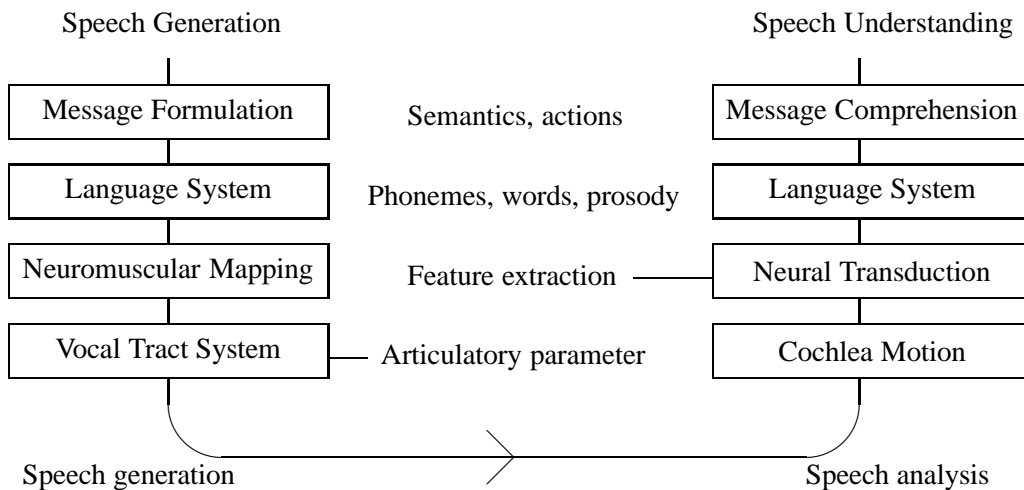 Speech Generation
Speech Understanding
Message Formulation
Semantics, actions
Message Comprehension
Language System
Phonemes, words, prosody
Language System
Neuromuscular Mapping
Feature extraction
Neural Transduction
Vocal Tract System
Articulatory parameter
Cochlea Motion
Speech generation
Speech analysis